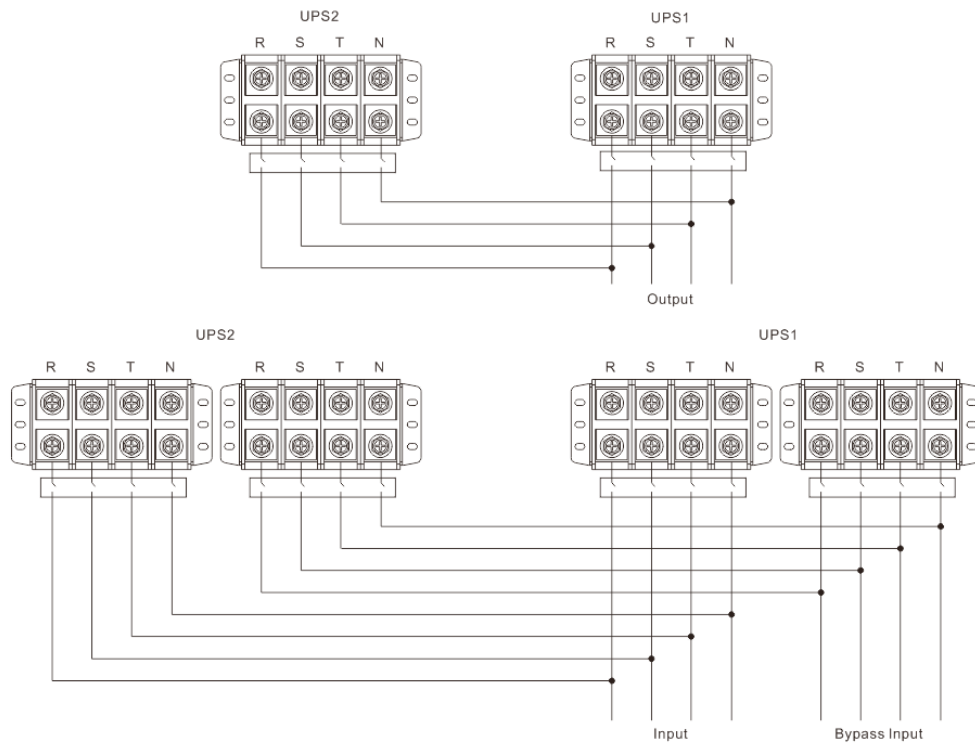 UPS2 UPS1
R S T N R S T N
Output
UPS2 UPS1
R S T N R S T N R S T N R S T N
Input Bypass Input